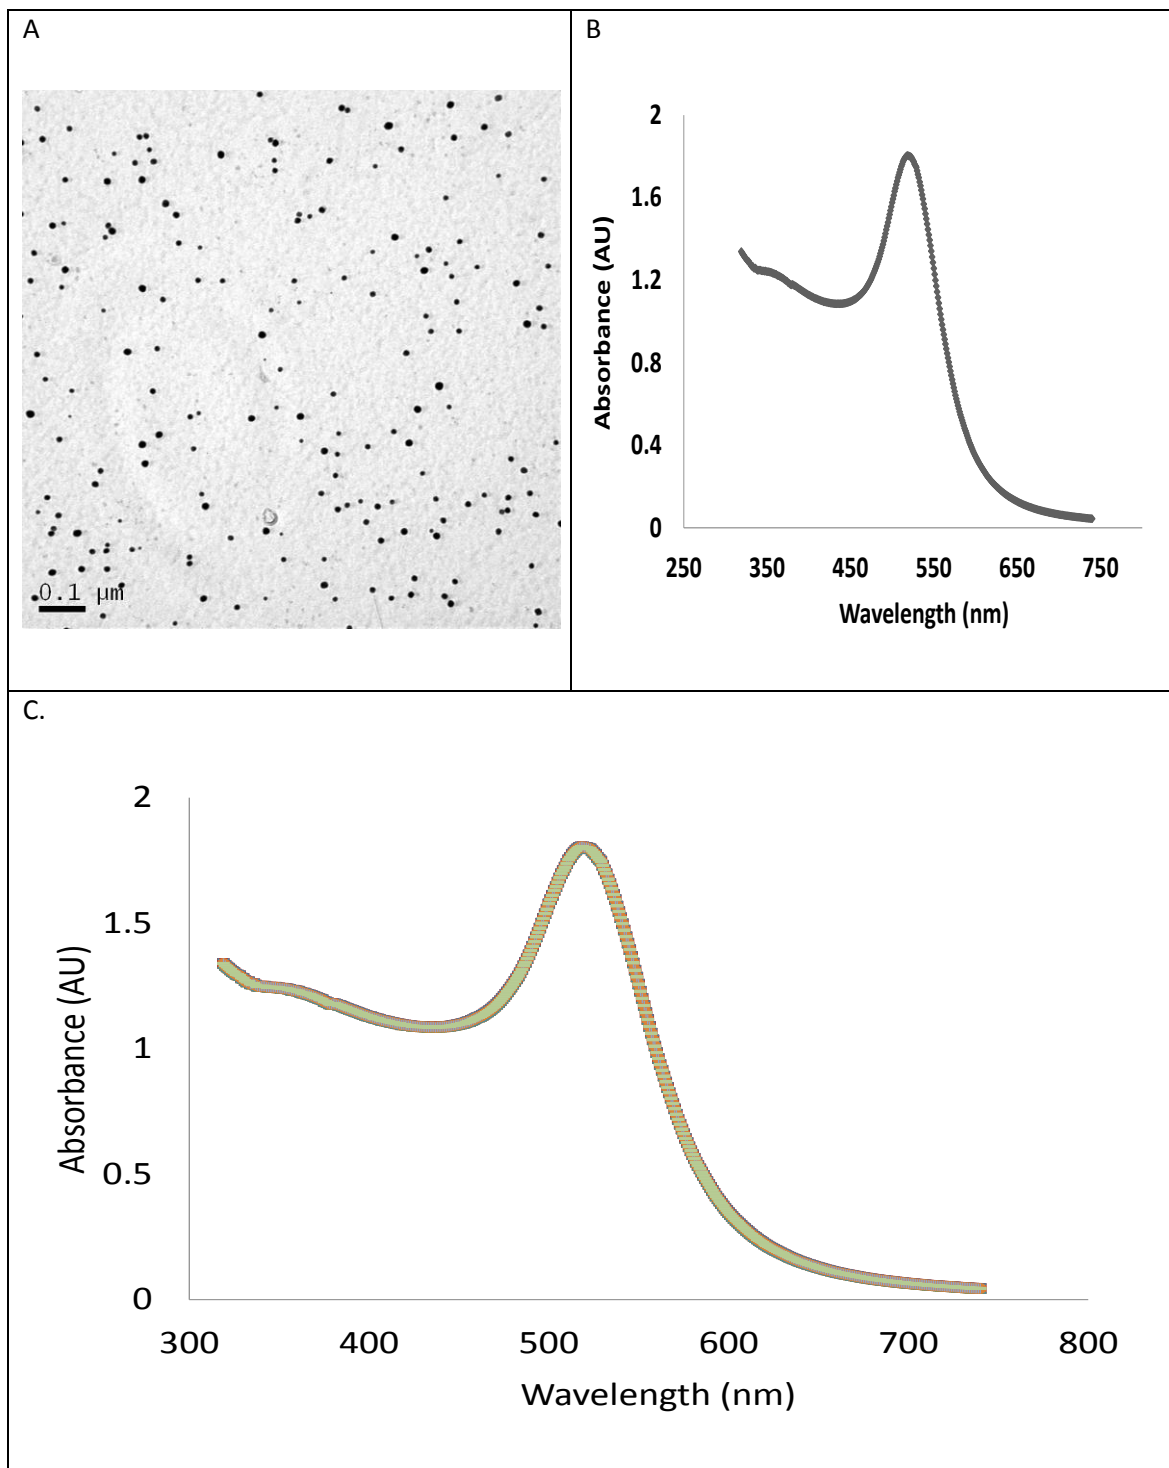 A
0.1 µm
B
2
1.6
1.2
0.8
0.4
0
Absorbance (AU)
250 350 450 550 650 750
Wavelength (nm)
C.
2
1.5
1
0.5
0
Absorbance (AU)
300 400 500 600 700 800
Wavelength (nm)